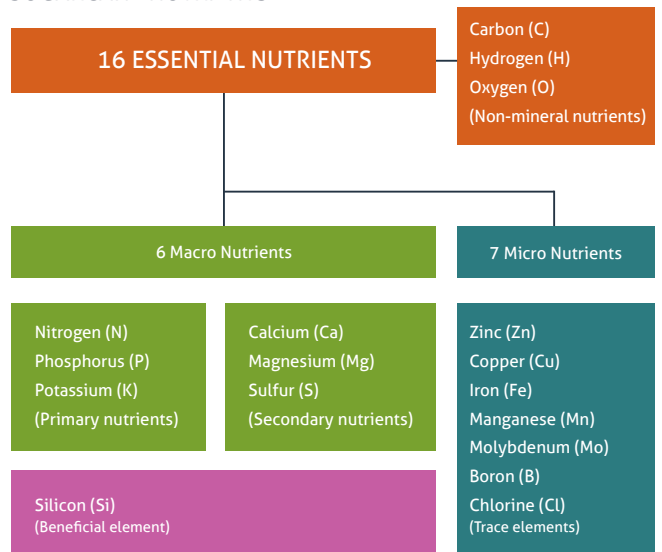 16 ESSENTIAL NUTRIENTS
Carbon (C)
Hydrogen (H)
Oxygen (O)
(Non-mineral nutrients)
6 Macro Nutrients
7 Micro Nutrients
Nitrogen (N)
Phosphorus (P)
Potassium (K)
(Primary nutrients)
Calcium (Ca)
Magnesium (Mg)
Sulfur (S)
(Secondary nutrients)
Zinc (Zn)
Copper (Cu)
Iron (Fe)
Manganese (Mn)
Molybdenum (Mo)
Boron (B)
Chlorine (Cl)
(Trace elements)
Silicon (Si)
(Beneficial element)